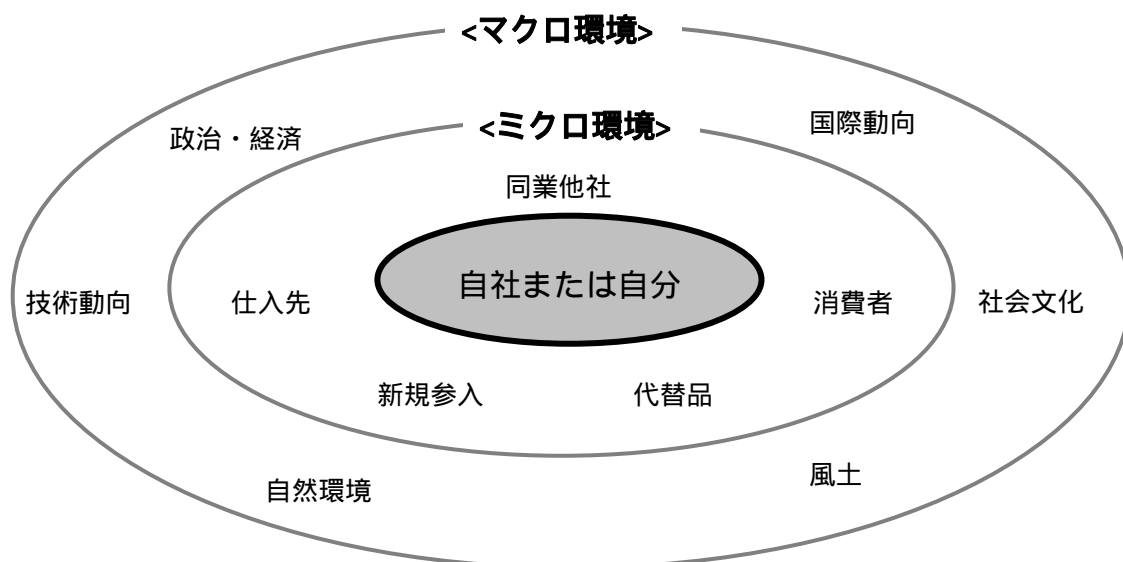 <マクロ環境>
政治・経済
<ミクロ環境>
国際動向
同業他社
自社または自分
技術動向
仕入先
消費者
社会文化
新規参入
代替品
自然環境
風土